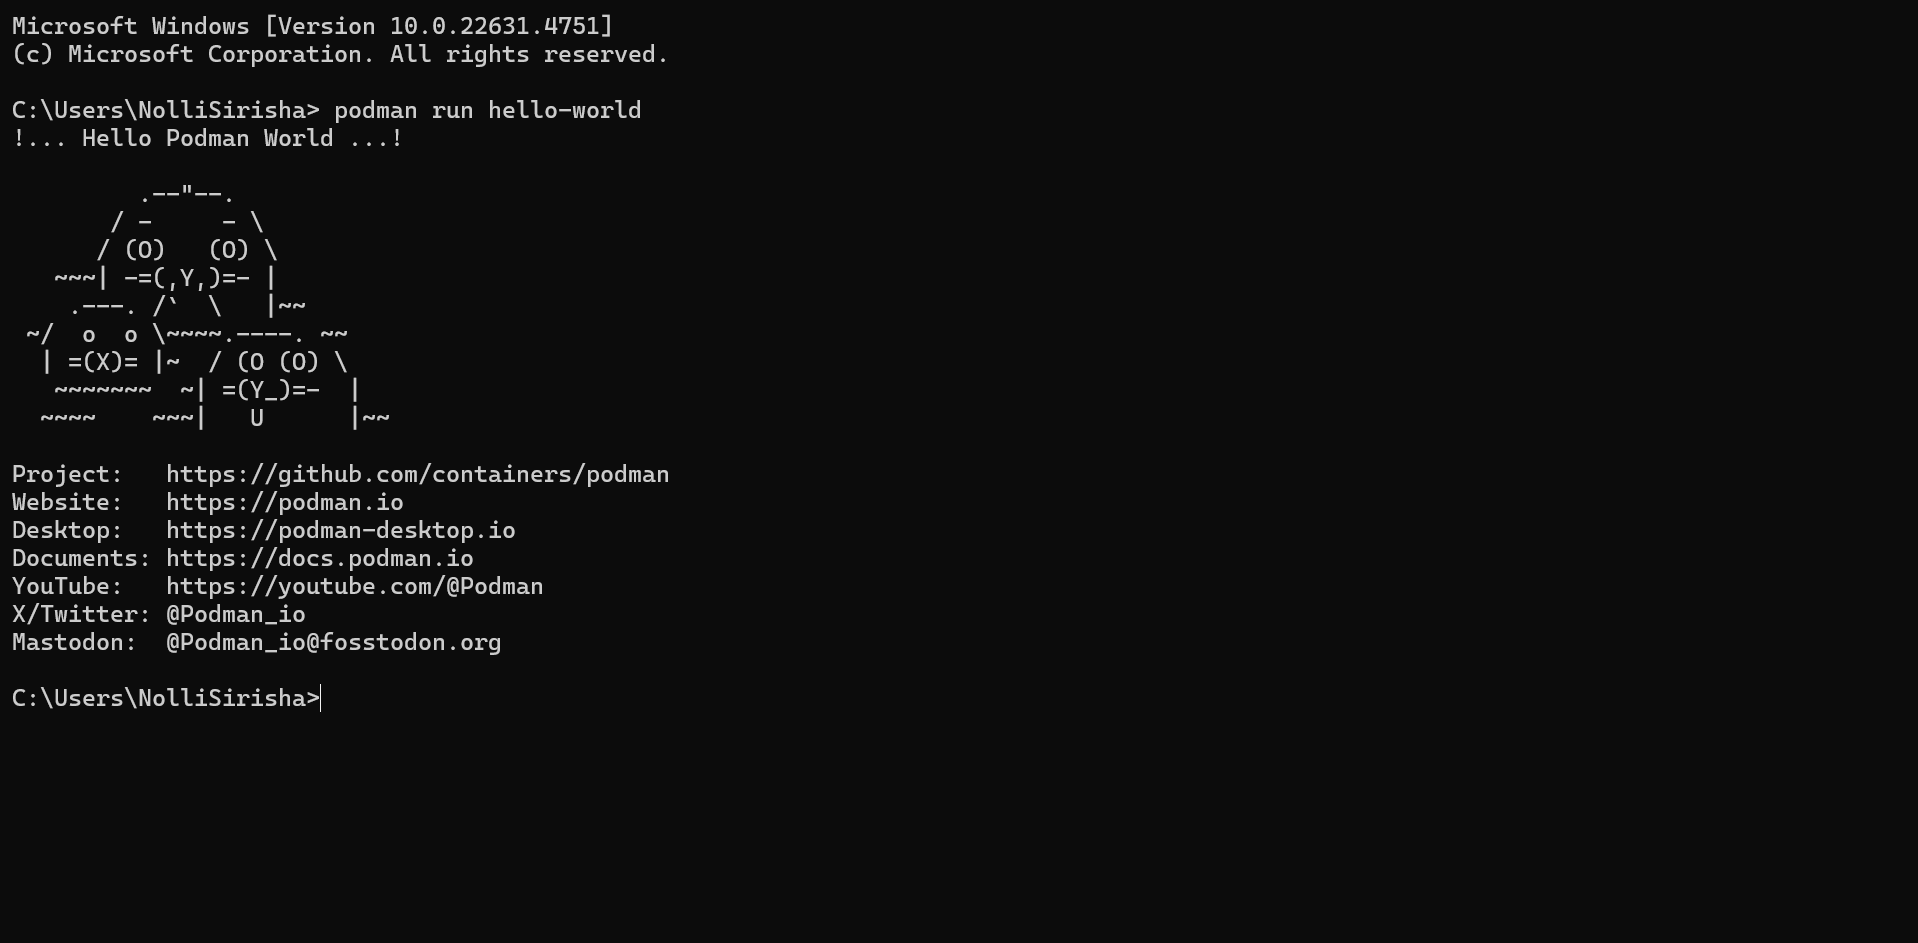 Microsoft Windows [Version 10.0.22631.4751]
(c) Microsoft Corporation. All rights reserved.

C:\Users\NolliSirisha> podman run hello-world
!... Hello Podman World ...!

         .--"--.
       / -     - \
      / (O)   (O) \
   ~~~| -=(,Y,)=- |
    .---. /`  \   |~~
 ~/  o  o \~~~~.----. ~~
  | =(X)= |~  / (O (O) \
   ~~~~~~~  ~| =(Y_)=-  |
  ~~~~    ~~~|   U      |~~

Project:   https://github.com/containers/podman
Website:   https://podman.io
Desktop:   https://podman-desktop.io
Documents: https://docs.podman.io
YouTube:   https://youtube.com/@Podman
X/Twitter: @Podman_io
Mastodon:  @Podman_io@fosstodon.org

C:\Users\NolliSirisha>